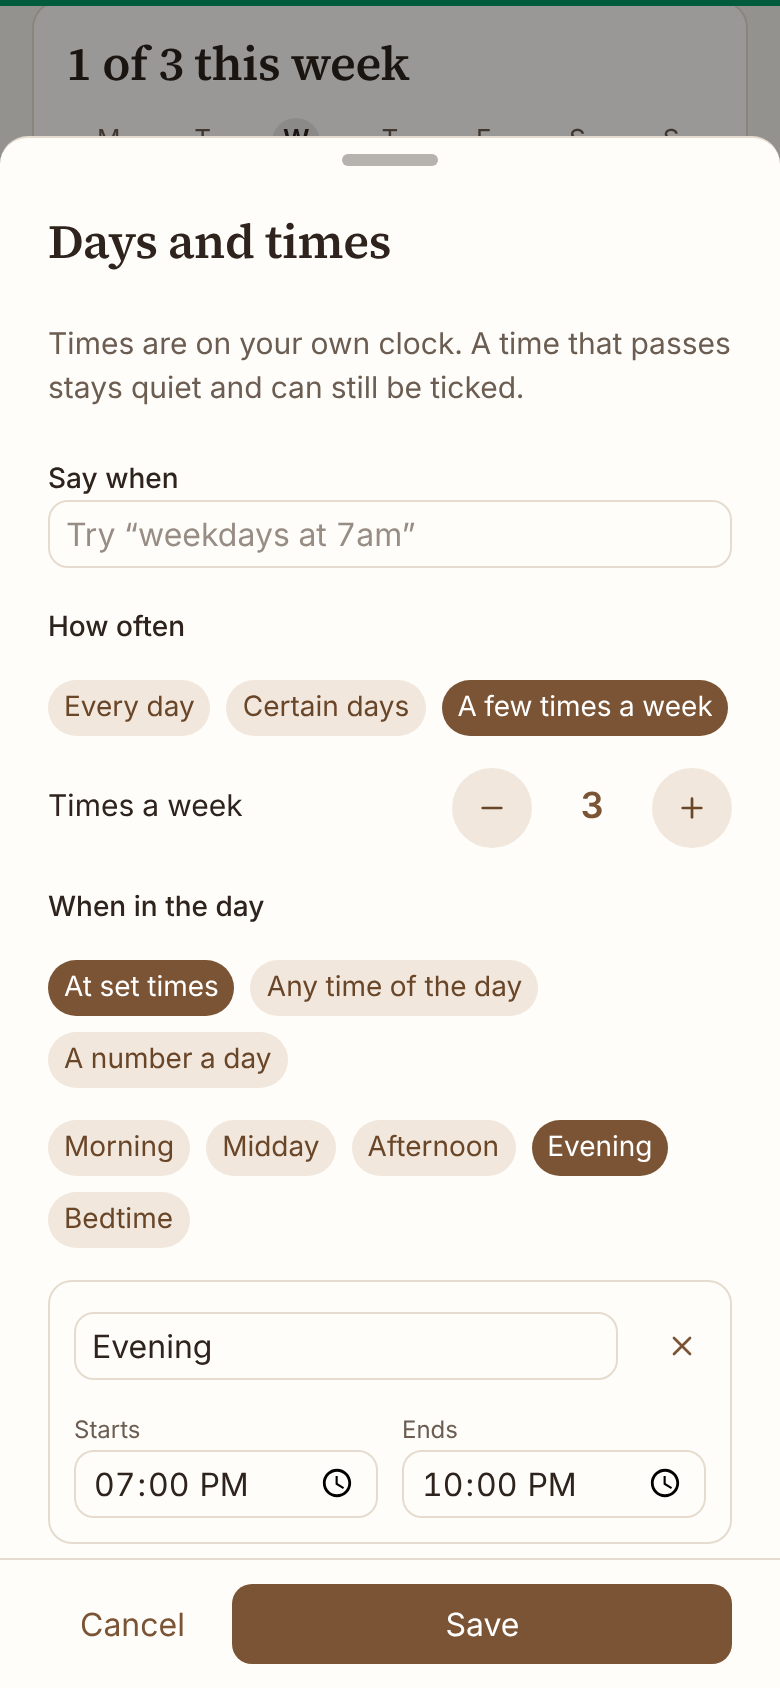 1 of 3 this week
M T W T F S S
Days and times
Times are on your own clock. A time that passes
stays quiet and can still be ticked.
Say when
Try “weekdays at 7am”
How often
Every day Certain days A few times a week
Times a week − 3 +
When in the day
At set times Any time of the day
A number a day
Morning Midday Afternoon Evening
Bedtime
Evening
Starts Ends
07:00 PM 10:00 PM
Cancel Save